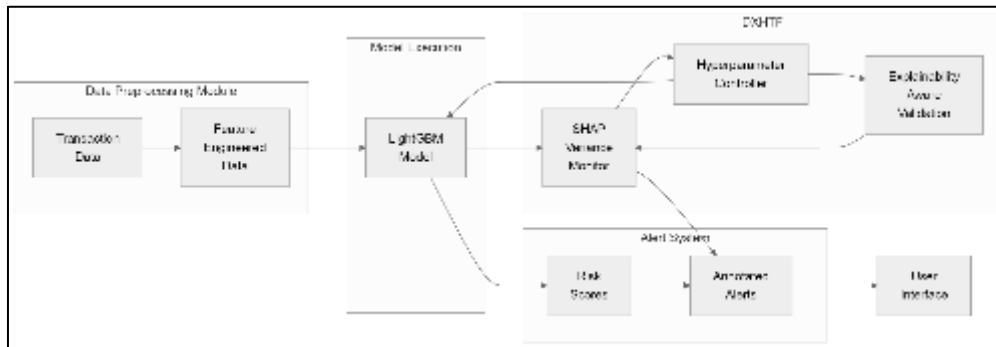 DXHTF
Model Execution
Hyperparameter
Controller
Explainability
Aware
Validation
Data Preprocessing Module
Transaction
Data
Feature
Engineered
Data
LightGBM
Model
SHAP
Variance
Monitor
Alert System
Risk
Scores
Annotated
Alerts
User
Interface